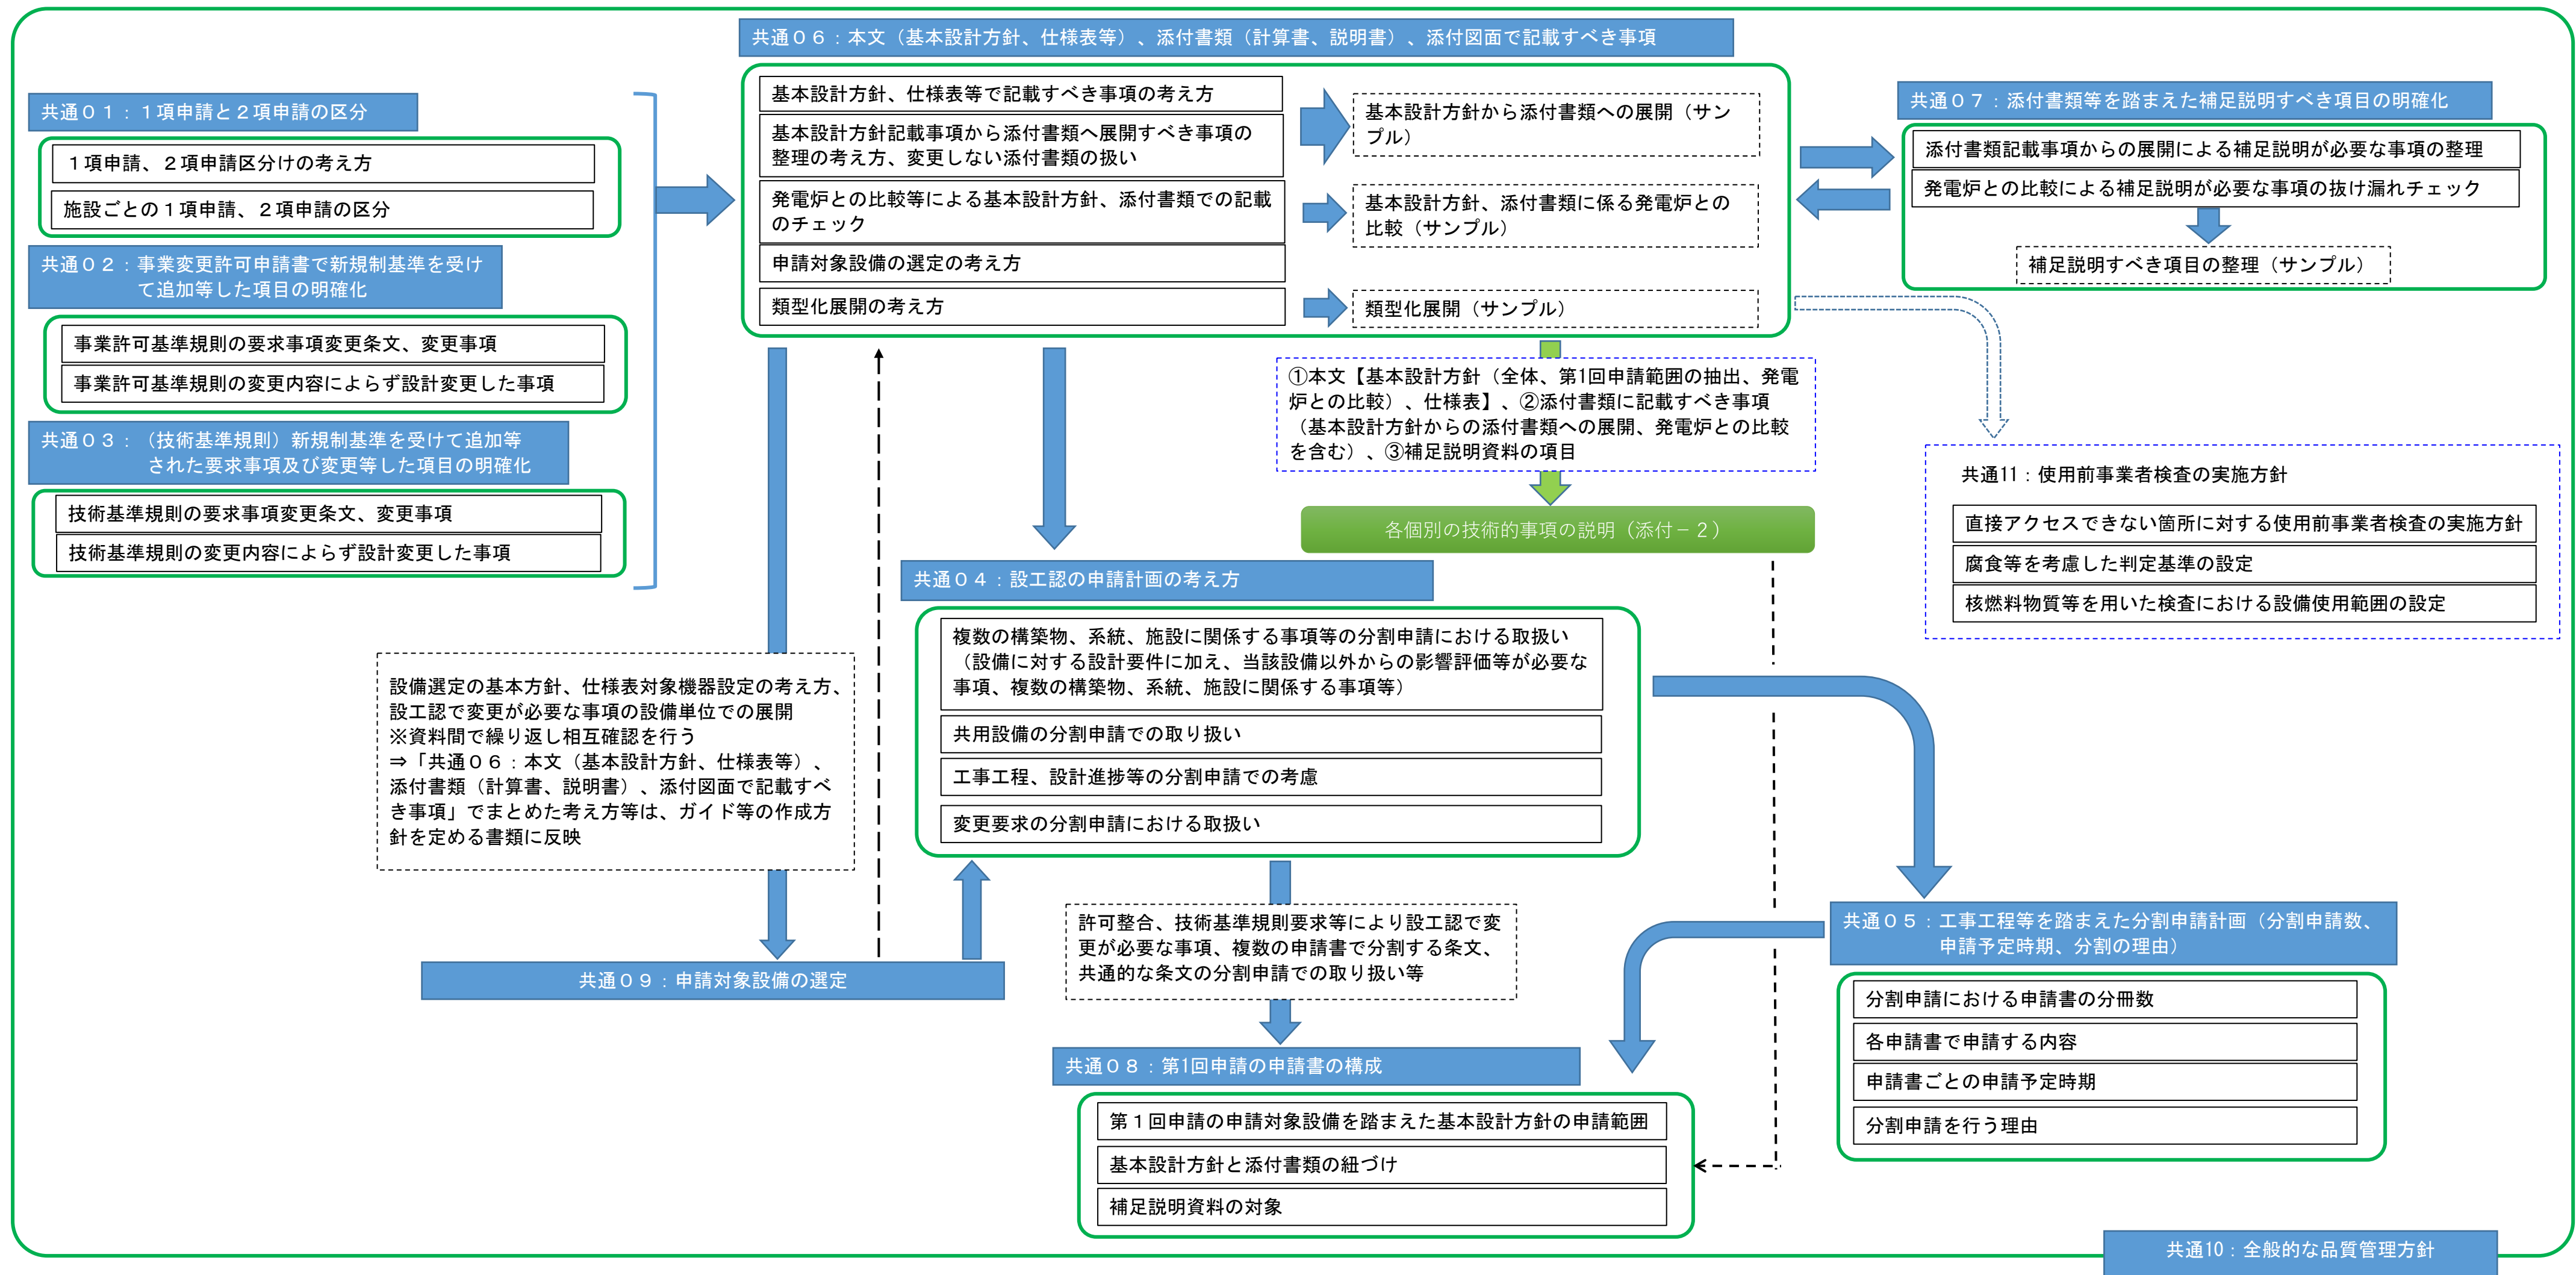 共通０６：本文（基本設計方針、仕様表等）、添付書類（計算書、説明書）、添付図面で記載すべき事項
基本設計方針、仕様表等で記載すべき事項の考え方
基本設計方針記載事項から添付書類へ展開すべき事項の
整理の考え方、変更しない添付書類の扱い
発電炉との比較等による基本設計方針、添付書類での記載
のチェック
申請対象設備の選定の考え方
類型化展開の考え方
基本設計方針から添付書類への展開（サン
プル）
基本設計方針、添付書類に係る発電炉との
比較（サンプル）
類型化展開（サンプル）
共通０１：１項申請と２項申請の区分
１項申請、２項申請区分けの考え方
施設ごとの１項申請、２項申請の区分
共通０２：事業変更許可申請書で新規制基準を受け
て追加等した項目の明確化
事業許可基準規則の要求事項変更条文、変更事項
事業許可基準規則の変更内容によらず設計変更した事項
共通０３：（技術基準規則）新規制基準を受けて追加等
された要求事項及び変更等した項目の明確化
技術基準規則の要求事項変更条文、変更事項
技術基準規則の変更内容によらず設計変更した事項
共通０７：添付書類等を踏まえた補足説明すべき項目の明確化
添付書類記載事項からの展開による補足説明が必要な事項の整理
発電炉との比較による補足説明が必要な事項の抜け漏れチェック
補足説明すべき項目の整理（サンプル）
①本文【基本設計方針（全体、第1回申請範囲の抽出、発電
炉との比較）、仕様表】、②添付書類に記載すべき事項
（基本設計方針からの添付書類への展開、発電炉との比較
を含む）、③補足説明資料の項目
各個別の技術的事項の説明（添付－２）
共通11：使用前事業者検査の実施方針
直接アクセスできない箇所に対する使用前事業者検査の実施方針
腐食等を考慮した判定基準の設定
核燃料物質等を用いた検査における設備使用範囲の設定
共通０４：設工認の申請計画の考え方
複数の構築物、系統、施設に関係する事項等の分割申請における取扱い
（設備に対する設計要件に加え、当該設備以外からの影響評価等が必要な
事項、複数の構築物、系統、施設に関係する事項等）
共用設備の分割申請での取り扱い
工事工程、設計進捗等の分割申請での考慮
変更要求の分割申請における取扱い
設備選定の基本方針、仕様表対象機器設定の考え方、
設工認で変更が必要な事項の設備単位での展開
※資料間で繰り返し相互確認を行う
⇒「共通０６：本文（基本設計方針、仕様表等）、
添付書類（計算書、説明書）、添付図面で記載すべ
き事項」でまとめた考え方等は、ガイド等の作成方
針を定める書類に反映
共通０９：申請対象設備の選定
許可整合、技術基準規則要求等により設工認で変
更が必要な事項、複数の申請書で分割する条文、
共通的な条文の分割申請での取り扱い等
共通０５：工事工程等を踏まえた分割申請計画（分割申請数、
申請予定時期、分割の理由）
分割申請における申請書の分冊数
各申請書で申請する内容
申請書ごとの申請予定時期
分割申請を行う理由
共通０８：第1回申請の申請書の構成
第１回申請の申請対象設備を踏まえた基本設計方針の申請範囲
基本設計方針と添付書類の紐づけ
補足説明資料の対象
共通10：全般的な品質管理方針